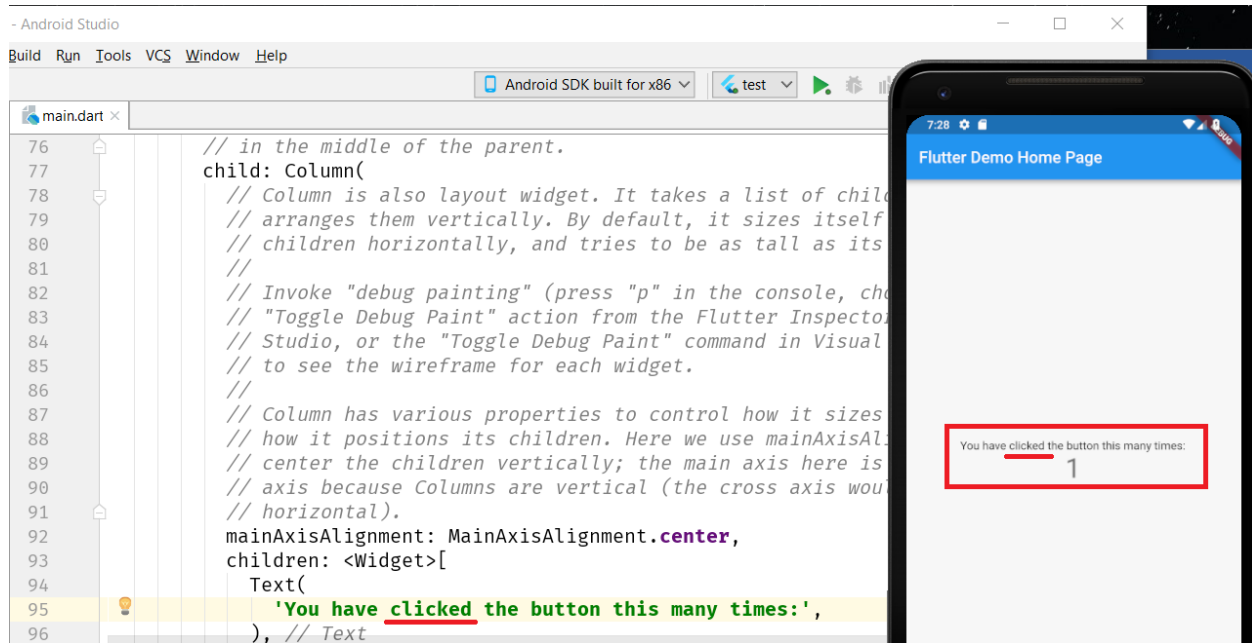 - Android Studio
Build Run Tools VCS Window Help
Android SDK built for x86 test
main.dart
76 // in the middle of the parent.
77 child: Column(
78 // Column is also layout widget. It takes a list of
79 // arranges them vertically. By default, it sizes itself
80 // children horizontally, and tries to be as tall as its
81 //
82 // Invoke "debug painting" (press "p" in the console,
83 // "Toggle Debug Paint" action from the Flutter
84 // Studio, or the "Toggle Debug Paint" command in Visual
85 // to see the wireframe for each widget.
86 //
87 // Column has various properties to control how it sizes
88 // how it positions its children. Here we use
89 // center the children vertically; the main axis here is
90 // axis because Columns are vertical (the cross axis
91 // horizontal).
92 mainAxisAlignment: MainAxisAlignment.center,
93 children: <Widget>[
94 Text(
95 'You have clicked the button this many times:',
96 ), // Text
7:28
Flutter Demo Home Page
You have clicked the button this many times:
1